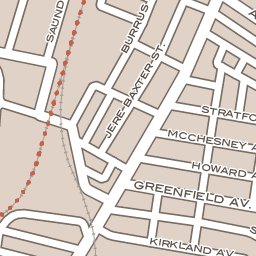 SAUND
BURRUS
JERE-BAXTER-ST.
STRATFO
MCCHESNEY A
HOWARD A
GREENFIELD AV.
KIRKLAND AV